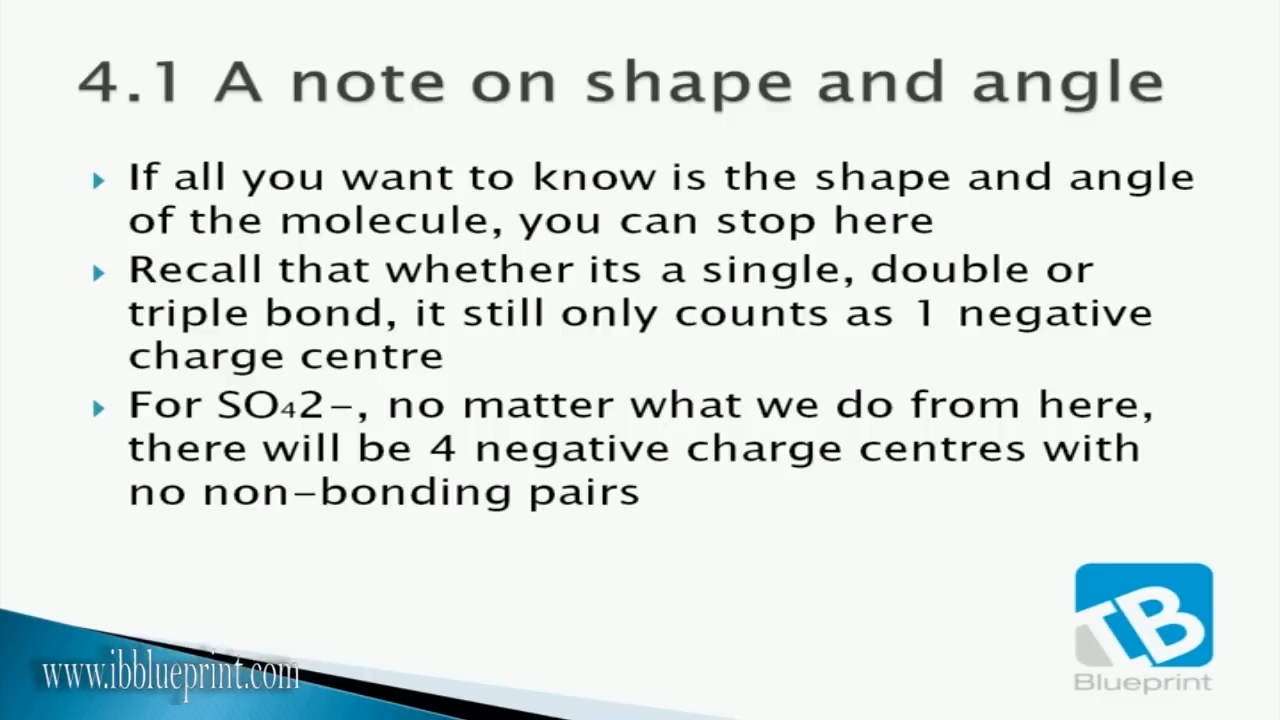 4.1 A note on shape and angle
If all you want to know is the shape and angle
of the molecule, you can stop here
Recall that whether its a single, double or
triple bond, it still only counts as 1 negative
charge centre
For SO₄2-, no matter what we do from here,
there will be 4 negative charge centres with
no non-bonding pairs
www.ibblueprint.com
IB
Blueprint